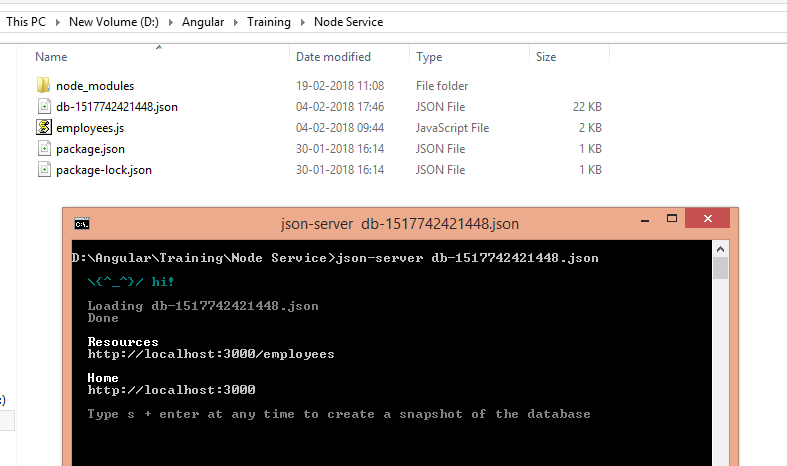 This PC > New Volume (D:) > Angular > Training > Node Service
Name Date modified Type Size
node_modules 19-02-2018 11:08 File folder
db-1517742421448.json 04-02-2018 17:46 JSON File 22 KB
employees.js 04-02-2018 09:44 JavaScript File 2 KB
package.json 30-01-2018 16:14 JSON File 1 KB
package-lock.json 30-01-2018 16:14 JSON File 1 KB
json-server db-1517742421448.json
D:\Angular\Training\Node Service>json-server db-1517742421448.json
\{^_^}/ hi!
Loading db-1517742421448.json
Done
Resources
http://localhost:3000/employees
Home
http://localhost:3000
:)
Type s + enter at any time to create a snapshot of the database